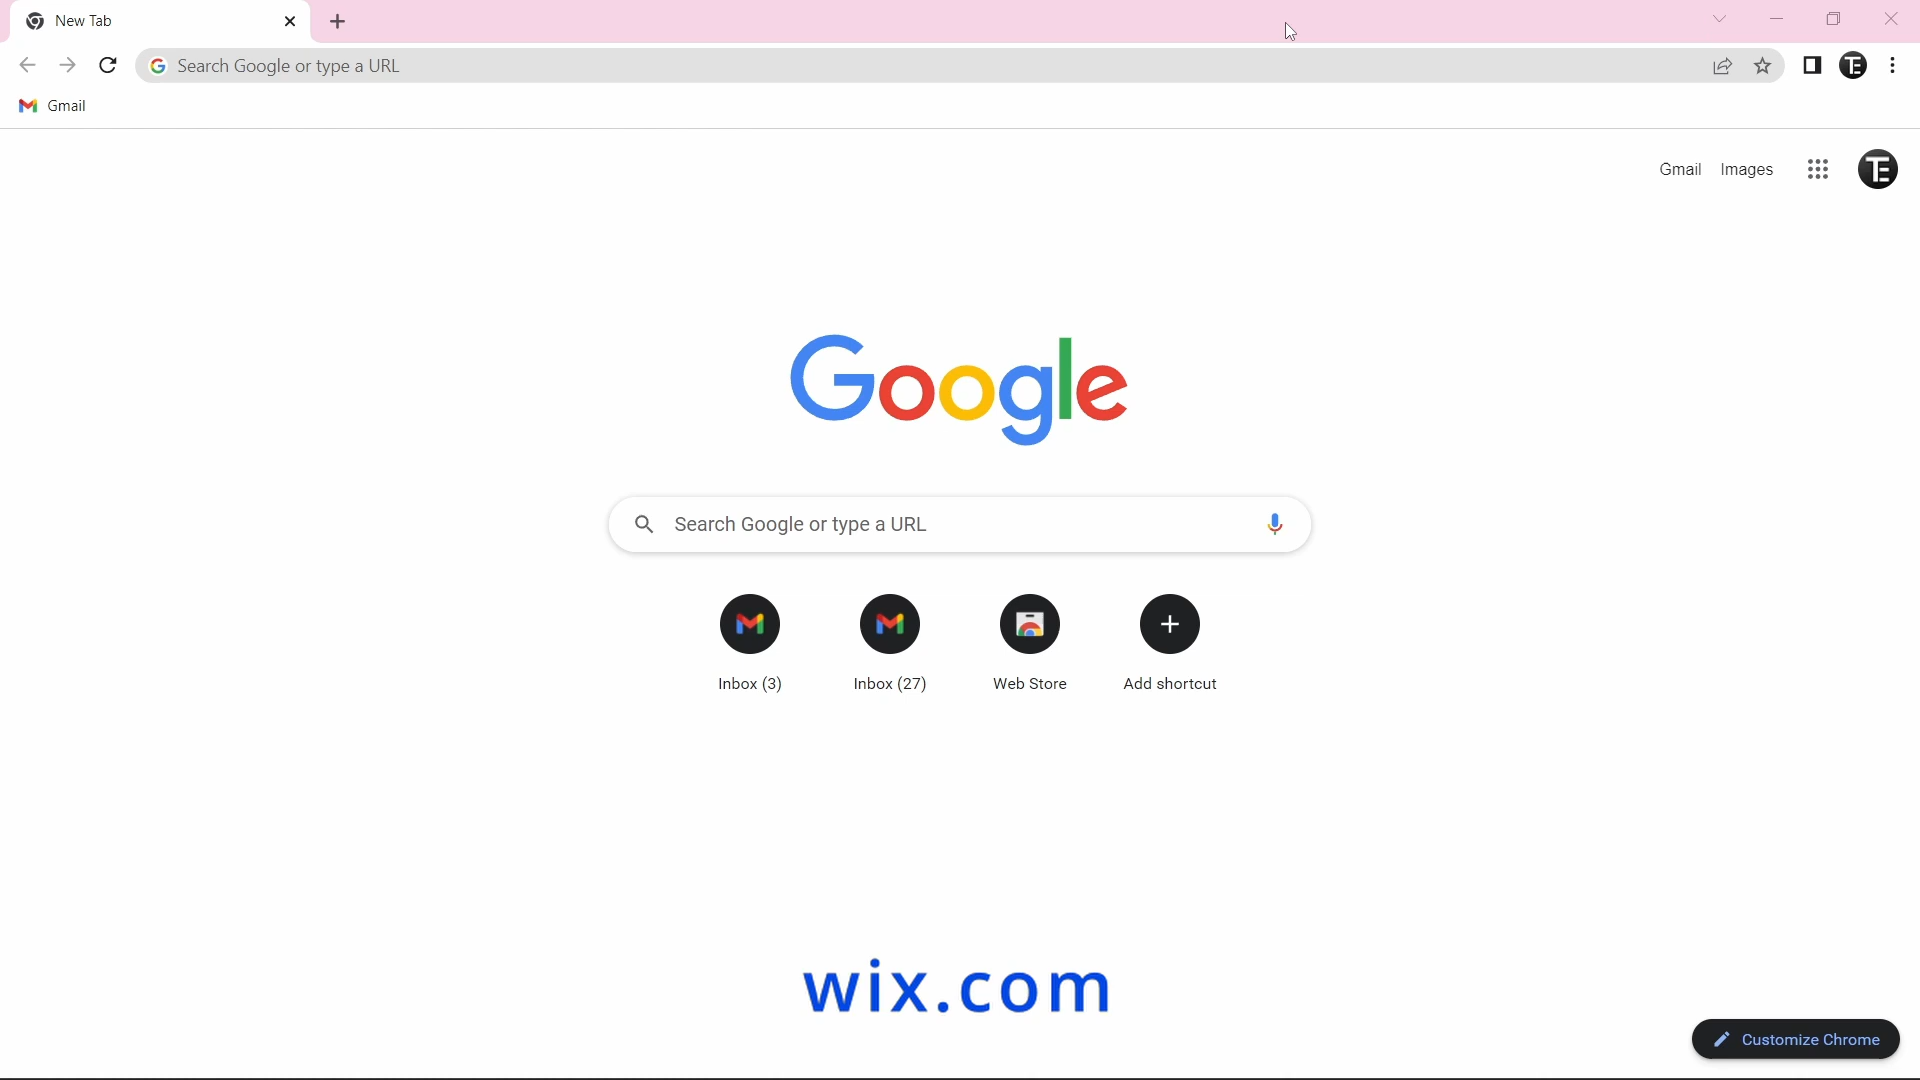 New Tab
Search Google or type a URL
Gmail
Gmail Images
TE
Google
Search Google or type a URL
Inbox (3) Inbox (27) Web Store Add shortcut
wix.com
Customize Chrome